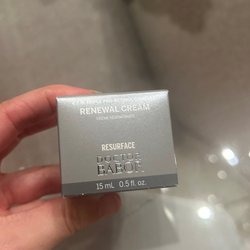 RENEWAL CREAM
RESURFACE
DOCTOR
BABOR
15 mL 0.5 fl. oz.